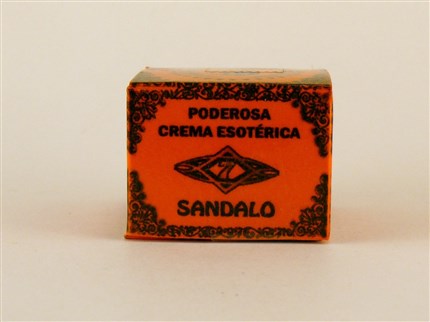 PODEROSA
CREMA ESOTÉRICA
7
SANDALO